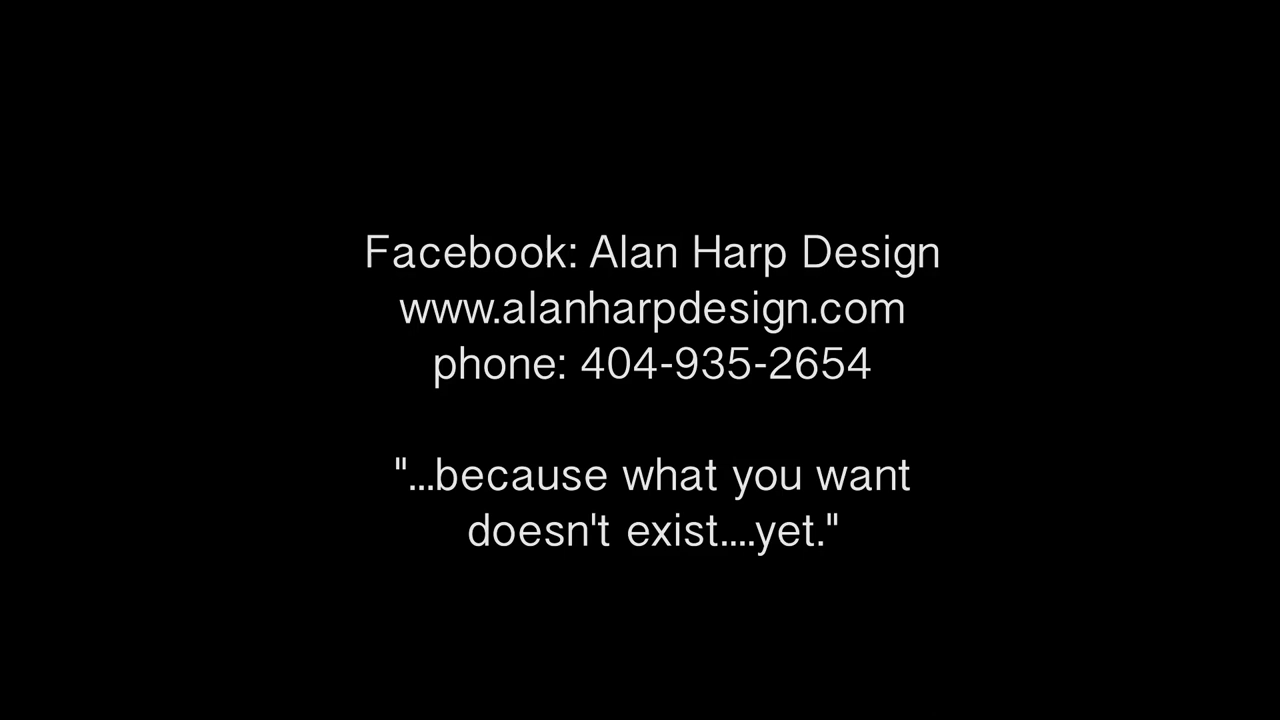 Facebook: Alan Harp Design
www.alanharpdesign.com
phone: 404-935-2654
"...because what you want
doesn't exist....yet."